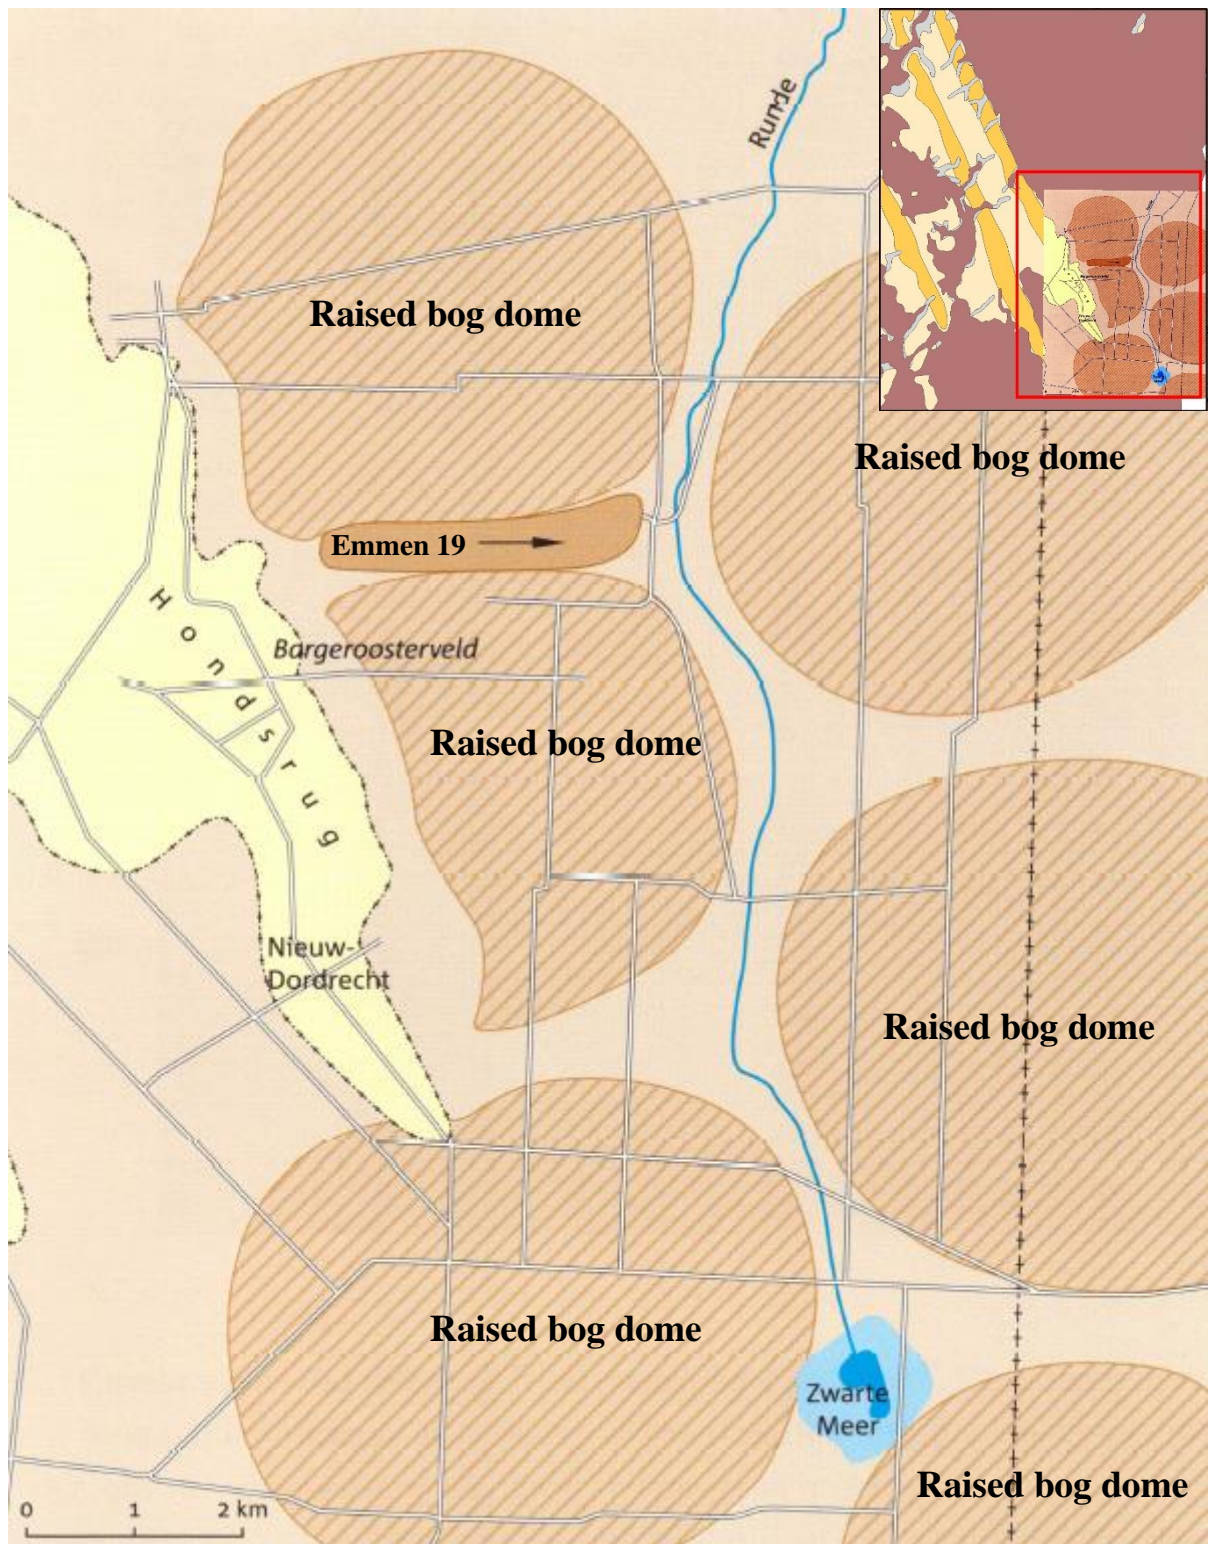 Runde
Raised bog dome
Raised bog dome
Emmen 19
Hondsrug
Bargeroosterveld
Raised bog dome
Nieuw-
Dordrecht
Raised bog dome
Raised bog dome
Zwarte
Meer
Raised bog dome
0 1 2 km